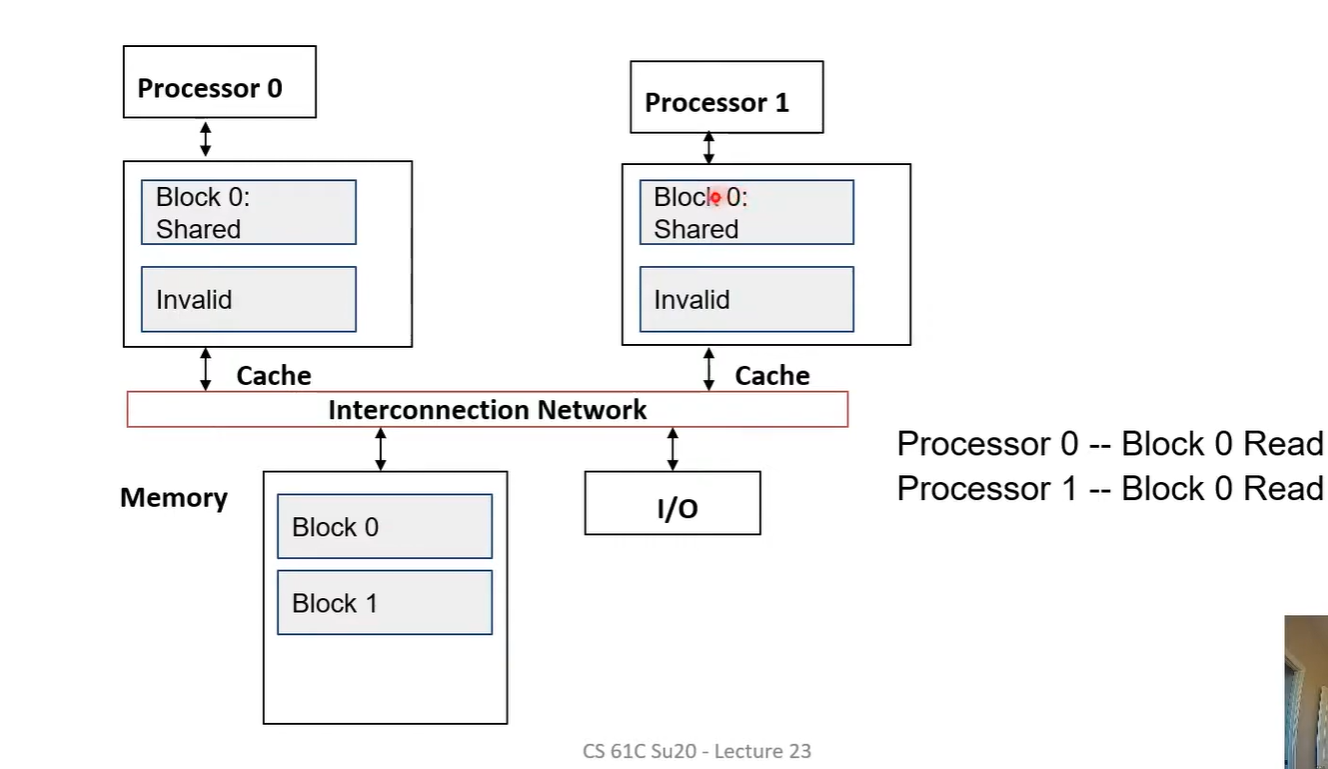 Processor 0
Processor 1
Block 0:
Shared
Invalid
Block 0:
Shared
Invalid
Cache
Cache
Interconnection Network
Processor 0 -- Block 0 Read
Processor 1 -- Block 0 Read
Memory
Block 0
Block 1
I/O
CS 61C Su20 - Lecture 23